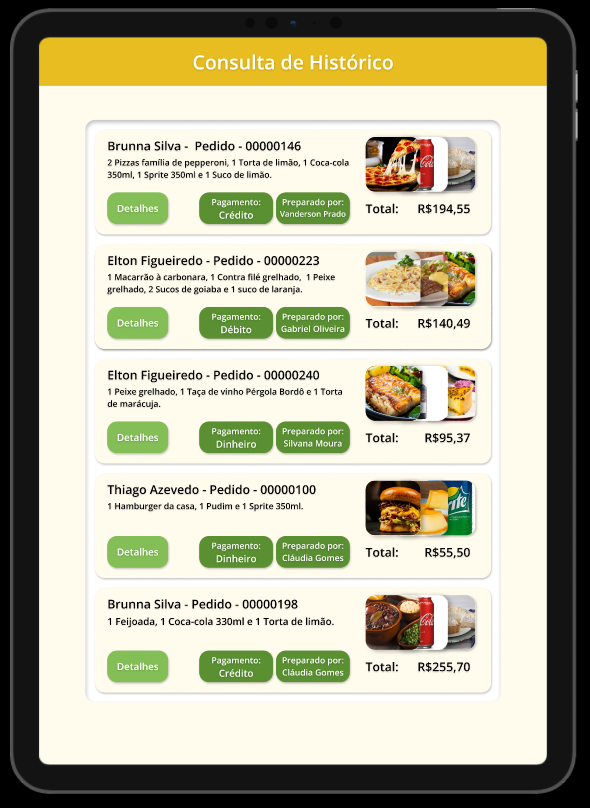 Consulta de Histórico
Brunna Silva -  Pedido - 00000146
2 Pizzas família de pepperoni, 1 Torta de limão, 1 Coca-cola
350ml, 1 Sprite 350ml e 1 Suco de limão.
Detalhes
Pagamento:
Crédito
Preparado por:
Vanderson Prado
Total: R$194,55
Elton Figueiredo - Pedido - 00000223
1 Macarrão à carbonara, 1 Contra filé grelhado,  1 Peixe
grelhado, 2 Sucos de goiaba e 1 suco de laranja.
Detalhes
Pagamento:
Débito
Preparado por:
Gabriel Oliveira
Total: R$140,49
Elton Figueiredo - Pedido - 00000240
1 Peixe grelhado, 1 Taça de vinho Pérgola Bordô e 1 Torta
de marácuja.
Detalhes
Pagamento:
Dinheiro
Preparado por:
Silvana Moura
Total: R$95,37
Thiago Azevedo - Pedido - 00000100
1 Hamburger da casa, 1 Pudim e 1 Sprite 350ml.
rite
Detalhes
Pagamento:
Dinheiro
Preparado por:
Cláudia Gomes
Total: R$55,50
Brunna Silva - Pedido - 00000198
1 Feijoada, 1 Coca-cola 330ml e 1 Torta de limão.
Detalhes
Pagamento:
Crédito
Preparado por:
Cláudia Gomes
Total: R$255,70